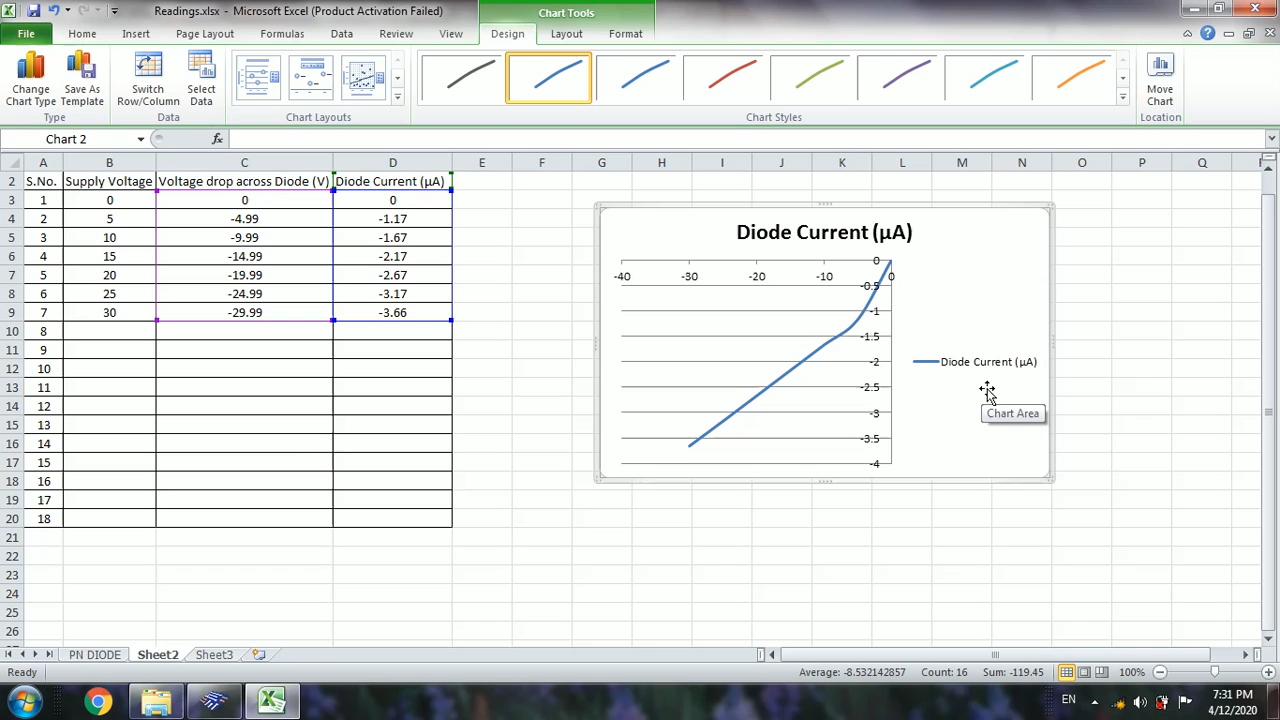 Readings.xlsx - Microsoft Excel (Product Activation Failed)
Chart Tools
File Home Insert Page Layout Formulas Data Review View Design Layout Format
Change Chart Type
Save As Template
Switch Row/Column
Select Data
Move Chart
Type Data Chart Layouts Chart Styles Location
Chart 2 fx
A B C D E F G H I J K L M N O P Q
2 S.No. Supply Voltage Voltage drop across Diode (V) Diode Current (µA)
3 1 0 0 0
4 2 5 -4.99 -1.17
5 3 10 -9.99 -1.67
6 4 15 -14.99 -2.17
7 5 20 -19.99 -2.67
8 6 25 -24.99 -3.17
9 7 30 -29.99 -3.66
10 8
11 9
12 10
13 11
14 12
15 13
16 14
17 15
18 16
19 17
20 18
21
22
23
24
25
26
Diode Current (µA)
0
-40 -30 -20 -10 0
-0.5
-1
-1.5
-2
-2.5
-3
-3.5
-4
Diode Current (µA)
Chart Area
PN DIODE Sheet2 Sheet3
Ready Average: -8.532142857 Count: 16 Sum: -119.45 100%
EN 7:31 PM
4/12/2020